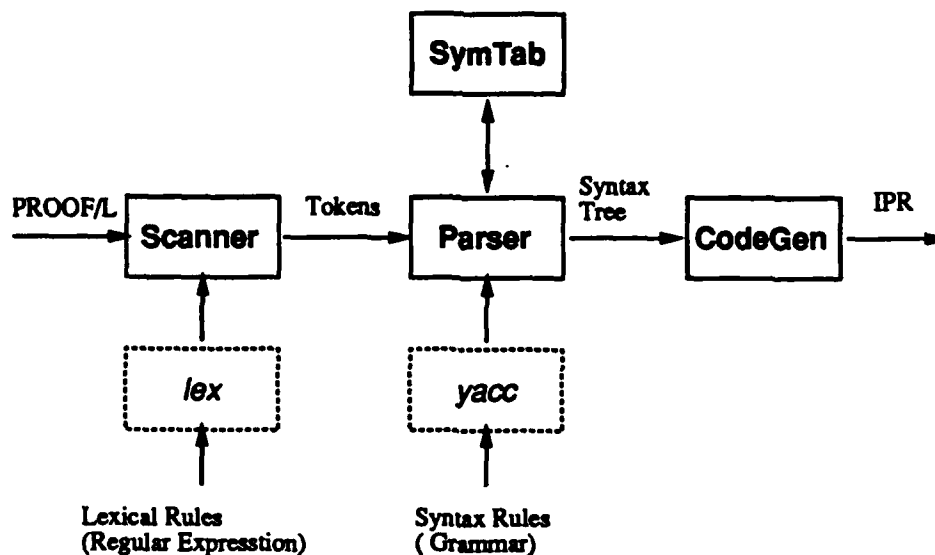 SymTab
PROOF/L
Scanner
Tokens
Parser
Syntax
Tree
CodeGen
IPR
lex
yacc
Lexical Rules
(Regular Expresstion)
Syntax Rules
( Grammar)